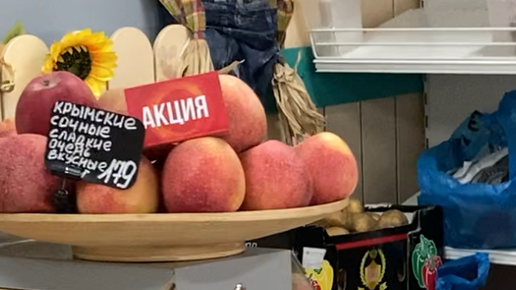 КРЫМСКИЕ
СОЧНЫЕ
СЛАДКИЕ
ОЧЕНЬ
ВКУСНЫЕ
179
АКЦИЯ